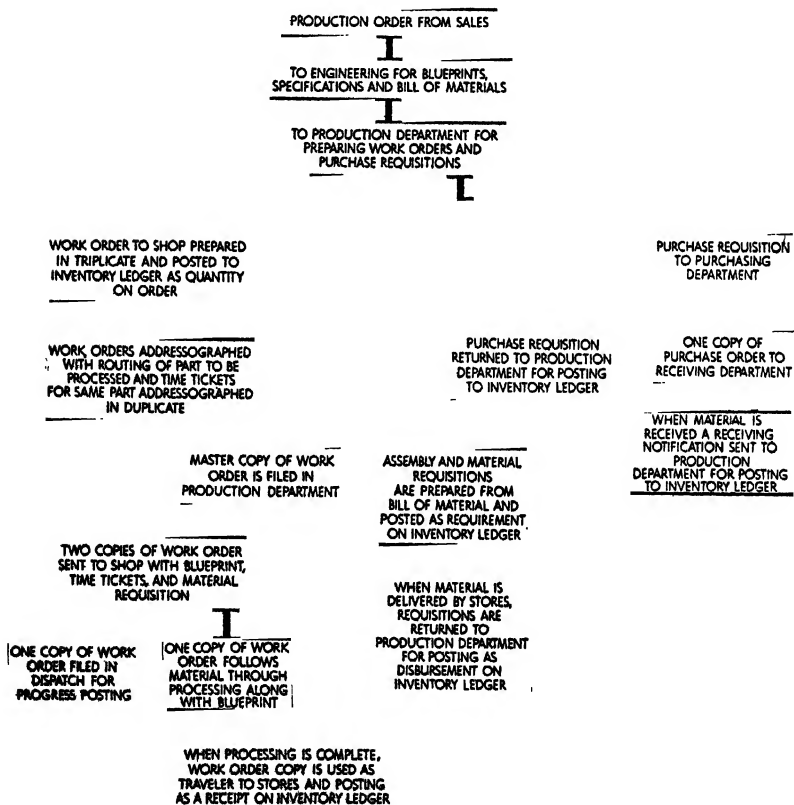 PRODUCTION ORDER FROM SALES
TO ENGINEERING FOR BLUEPRINTS,
SPECIFICATIONS AND BILL OF MATERIALS
TO PRODUCTION DEPARTMENT FOR
PREPARING WORK ORDERS AND
PURCHASE REQUISITIONS
WORK ORDER TO SHOP PREPARED
IN TRIPLICATE AND POSTED TO
INVENTORY LEDGER AS QUANTITY
ON ORDER
PURCHASE REQUISITION
TO PURCHASING
DEPARTMENT
WORK ORDERS ADDRESSOGRAPHED
WITH ROUTING OF PART TO BE
PROCESSED AND TIME TICKETS
FOR SAME PART ADDRESSOGRAPHED
IN DUPLICATE
PURCHASE REQUISITION
RETURNED TO PRODUCTION
DEPARTMENT FOR POSTING
TO INVENTORY LEDGER
ONE COPY OF
PURCHASE ORDER TO
RECEIVING DEPARTMENT
WHEN MATERIAL IS
RECEIVED A RECEIVING
NOTIFICATION SENT TO
PRODUCTION
DEPARTMENT FOR POSTING
TO INVENTORY LEDGER
MASTER COPY OF WORK
ORDER IS FILED IN
PRODUCTION DEPARTMENT
ASSEMBLY AND MATERIAL
REQUISITIONS
ARE PREPARED FROM
BILL OF MATERIAL AND
POSTED AS REQUIREMENT
ON INVENTORY LEDGER
TWO COPIES OF WORK ORDER
SENT TO SHOP WITH BLUEPRINT,
TIME TICKETS, AND MATERIAL
REQUISITION
WHEN MATERIAL IS
DELIVERED BY STORES,
REQUISITIONS ARE
RETURNED TO
PRODUCTION DEPARTMENT
FOR POSTING AS
DISBURSEMENT ON
INVENTORY LEDGER
ONE COPY OF WORK
ORDER FILED IN
DISPATCH FOR
PROGRESS POSTING
ONE COPY OF WORK
ORDER FOLLOWS
MATERIAL THROUGH
PROCESSING ALONG
WITH BLUEPRINT
WHEN PROCESSING IS COMPLETE,
WORK ORDER COPY IS USED AS
TRAVELER TO STORES AND POSTING
AS A RECEIPT ON INVENTORY LEDGER